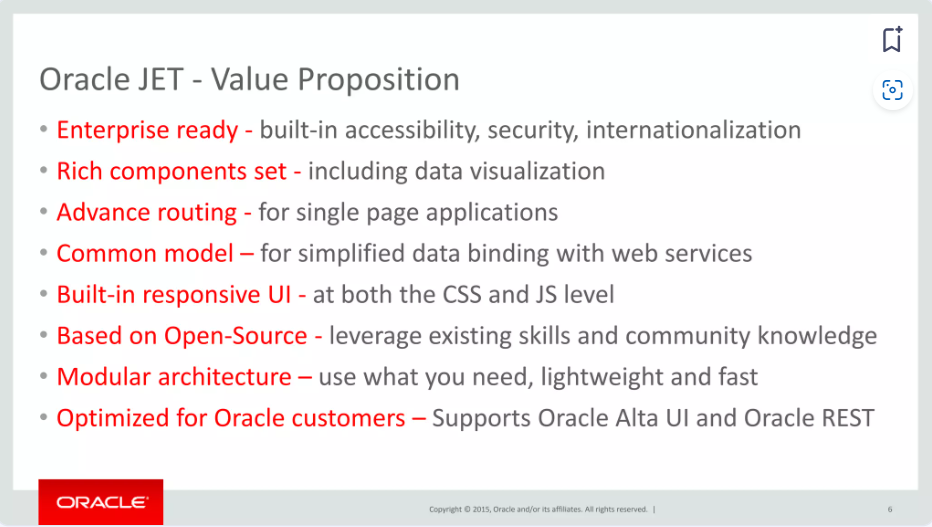 Oracle JET - Value Proposition
• Enterprise ready - built-in accessibility, security, internationalization
• Rich components set - including data visualization
• Advance routing - for single page applications
• Common model – for simplified data binding with web services
• Built-in responsive UI - at both the CSS and JS level
• Based on Open-Source - leverage existing skills and community knowledge
• Modular architecture – use what you need, lightweight and fast
• Optimized for Oracle customers – Supports Oracle Alta UI and Oracle REST
ORACLE®
Copyright © 2015, Oracle and/or its affiliates. All rights reserved. |
6